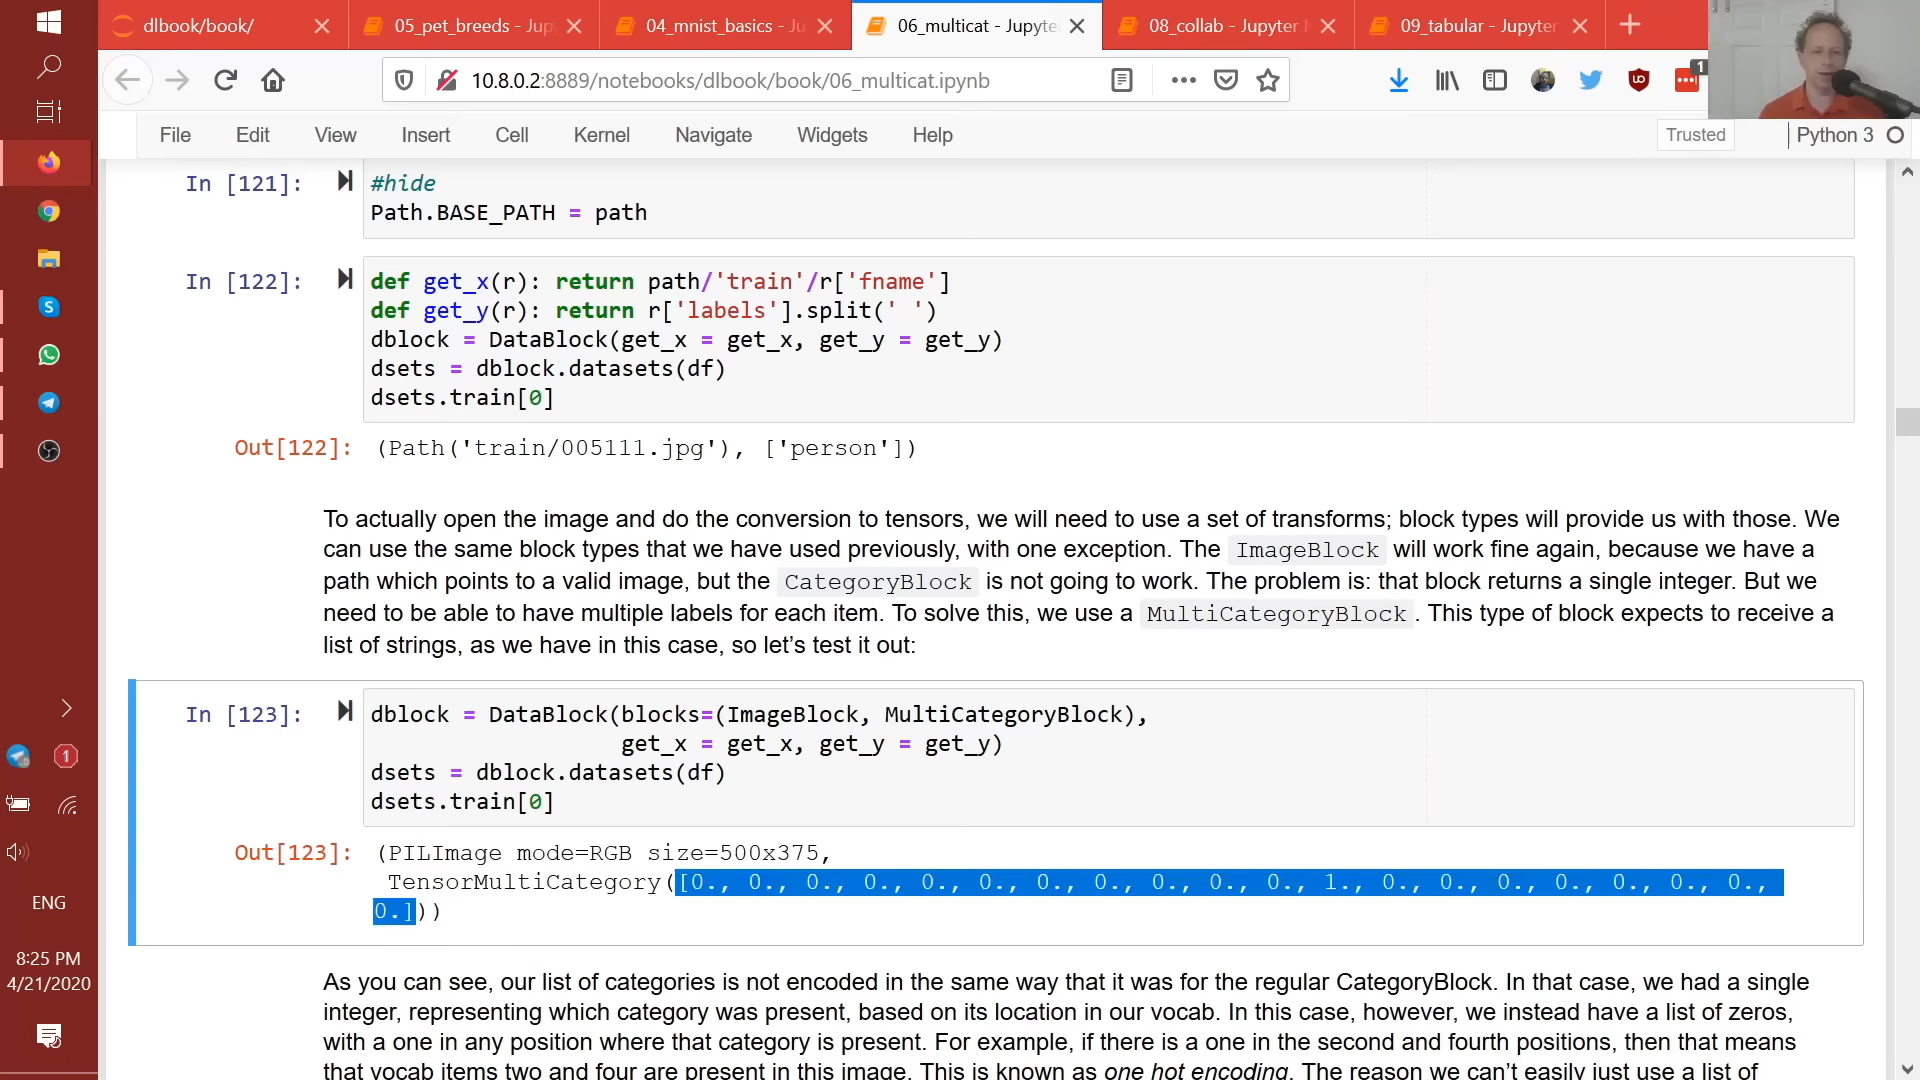 dlbook/book/
05_pet_breeds - Jup
04_mnist_basics - Ju
06_multicat - Jupyte
08_collab - Jupyter
09_tabular - Jupyter
10.8.0.2:8889/notebooks/dlbook/book/06_multicat.ipynb
1
File Edit View Insert Cell Kernel Navigate Widgets Help
Trusted
Python 3
In [121]:
#hide
Path.BASE_PATH = path
In [122]:
def get_x(r): return path/'train'/r['fname']
def get_y(r): return r['labels'].split(' ')
dblock = DataBlock(get_x = get_x, get_y = get_y)
dsets = dblock.datasets(df)
dsets.train[0]
Out[122]: (Path('train/005111.jpg'), ['person'])
To actually open the image and do the conversion to tensors, we will need to use a set of transforms; block types will provide us with those. We
can use the same block types that we have used previously, with one exception. The ImageBlock will work fine again, because we have a
path which points to a valid image, but the CategoryBlock is not going to work. The problem is: that block returns a single integer. But we
need to be able to have multiple labels for each item. To solve this, we use a MultiCategoryBlock. This type of block expects to receive a
list of strings, as we have in this case, so let's test it out:
In [123]:
dblock = DataBlock(blocks=(ImageBlock, MultiCategoryBlock),
get_x = get_x, get_y = get_y)
dsets = dblock.datasets(df)
dsets.train[0]
Out[123]: (PILImage mode=RGB size=500x375,
TensorMultiCategory([0., 0., 0., 0., 0., 0., 0., 0., 0., 0., 0., 1., 0., 0., 0., 0., 0., 0., 0.,
0.]))
As you can see, our list of categories is not encoded in the same way that it was for the regular CategoryBlock. In that case, we had a single
integer, representing which category was present, based on its location in our vocab. In this case, however, we instead have a list of zeros,
with a one in any position where that category is present. For example, if there is a one in the second and fourth positions, then that means
that vocab items two and four are present in this image. This is known as one hot encoding. The reason we can't easily just use a list of
1
ENG
8:25 PM
4/21/2020